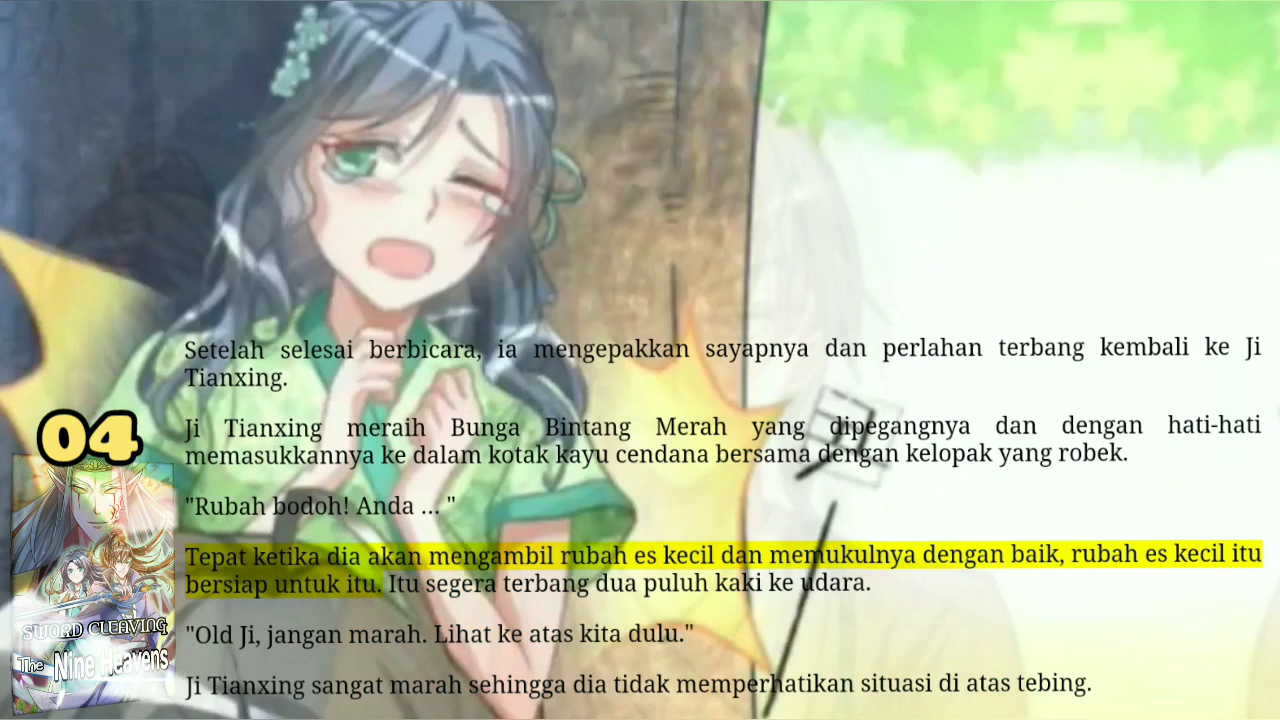 Setelah selesai berbicara, ia mengepakkan sayapnya dan perlahan terbang kembali ke Ji
Tianxing.
Ji Tianxing meraih Bunga Bintang Merah yang dipegangnya dan dengan hati-hati
memasukkannya ke dalam kotak kayu cendana bersama dengan kelopak yang robek.
"Rubah bodoh! Anda ... "
Tepat ketika dia akan mengambil rubah es kecil dan memukulnya dengan baik, rubah es kecil itu
bersiap untuk itu. Itu segera terbang dua puluh kaki ke udara.
"Old Ji, jangan marah. Lihat ke atas kita dulu."
Ji Tianxing sangat marah sehingga dia tidak memperhatikan situasi di atas tebing.
04
SWORD CLEAVING
The Nine Heavens